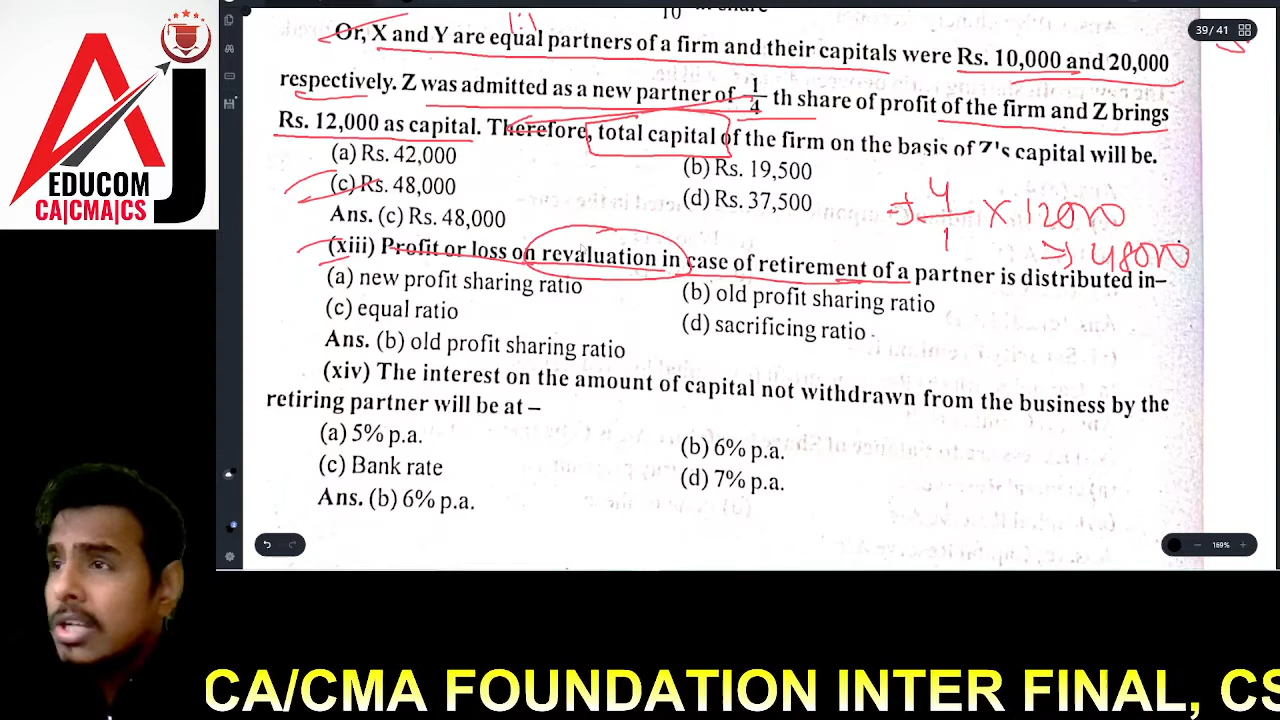 10 th share
39 / 41
Or, X and Y are equal partners of a firm and their capitals were Rs. 10,000 and 20,000
respectively. Z was admitted as a new partner of 1/4 th share of profit of the firm and Z brings
Rs. 12,000 as capital. Therefore, total capital of the firm on the basis of Z's capital will be.
(a) Rs. 42,000
(b) Rs. 19,500
(c) Rs. 48,000
(d) Rs. 37,500
Ans. (c) Rs. 48,000
4/1 × 12000
→ 48000
(xiii) Profit or loss on revaluation in case of retirement of a partner is distributed in–
(a) new profit sharing ratio
(b) old profit sharing ratio
(c) equal ratio
(d) sacrificing ratio
Ans. (b) old profit sharing ratio
(xiv) The interest on the amount of capital not withdrawn from the business by the
retiring partner will be at –
(a) 5% p.a.
(b) 6% p.a.
(c) Bank rate
(d) 7% p.a.
Ans. (b) 6% p.a.
169%
AJ
EDUCOM
CA|CMA|CS
CA/CMA FOUNDATION INTER FINAL, CS